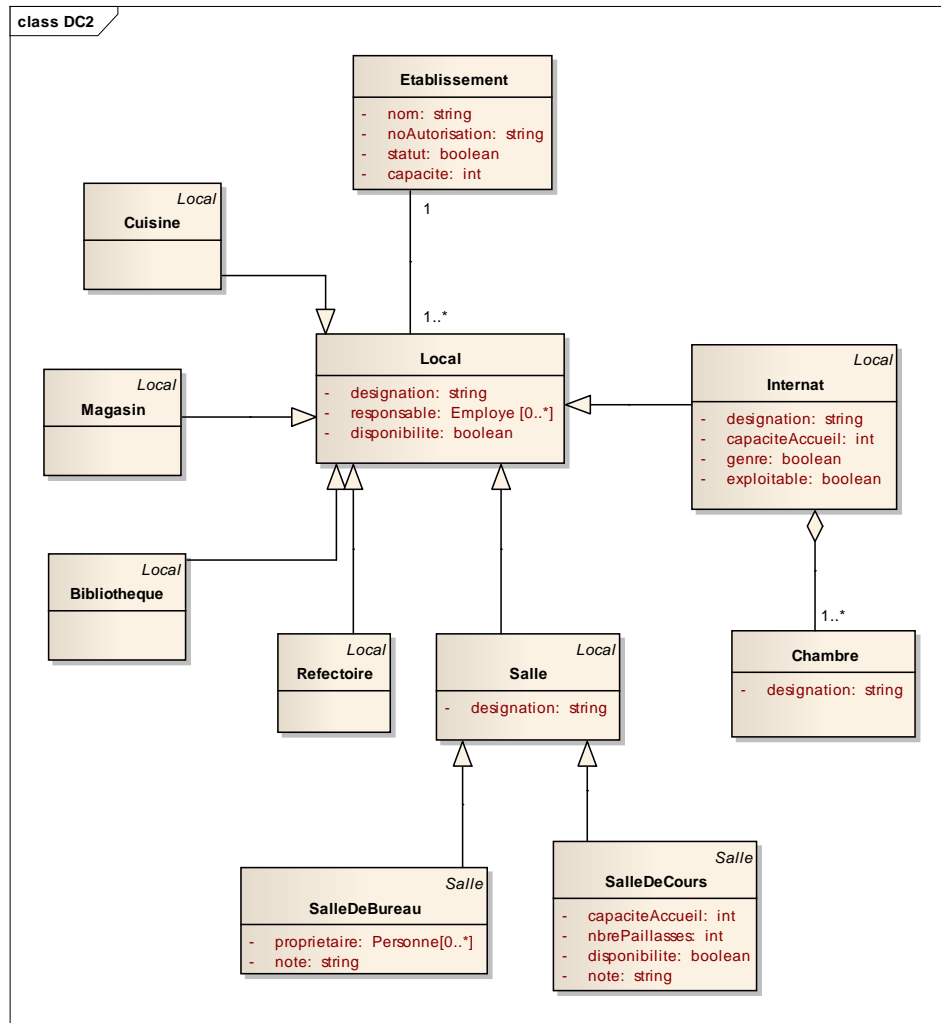 class DC2
Etablissement
- nom: string
- noAutorisation: string
- statut: boolean
- capacite: int
Local
Cuisine
1
1..*
Local
- designation: string
- responsable: Employe [0..*]
- disponibilite: boolean
Local
Internat
- designation: string
- capaciteAccueil: int
- genre: boolean
- exploitable: boolean
Local
Magasin
Local
Bibliotheque
Local
Refectoire
Local
Salle
- designation: string
1..*
Chambre
- designation: string
Salle
SalleDeBureau
- proprietaire: Personne[0..*]
- note: string
Salle
SalleDeCours
- capaciteAccueil: int
- nbrePaillasses: int
- disponibilite: boolean
- note: string